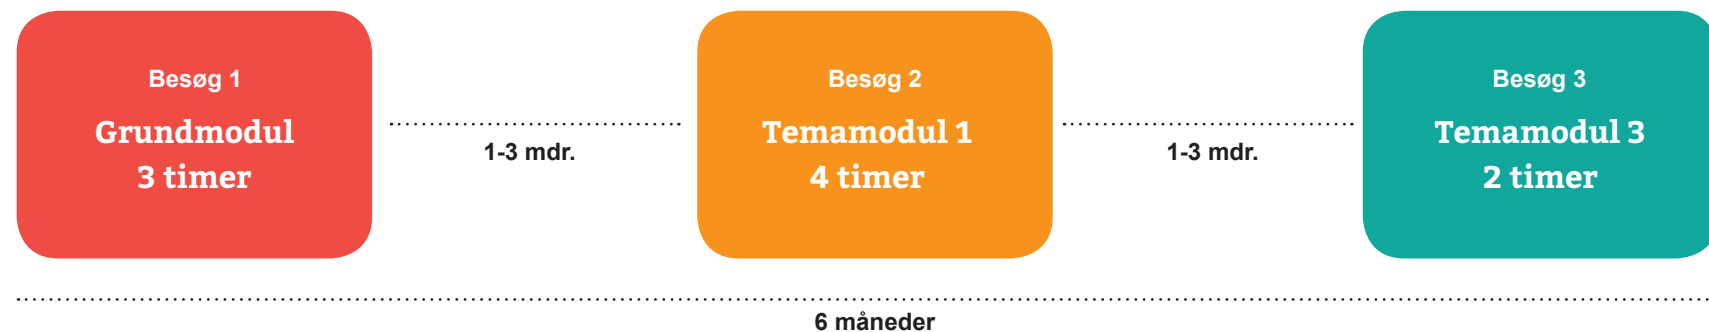 Besøg 1
Grundmodul
3 timer
1-3 mdr.
Besøg 2
Temamodul 1
4 timer
1-3 mdr.
Besøg 3
Temamodul 3
2 timer
6 måneder